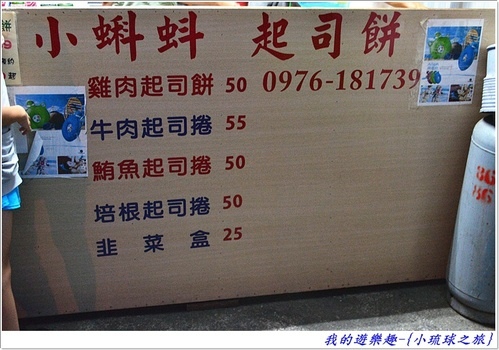 小蝌蚪 起司餅
雞肉起司餅 50 0976-181739
牛肉起司捲 55
鮪魚起司捲 50
培根起司捲 50
韭菜盒 25
86
86
我的遊樂趣-{小琉球之旅}